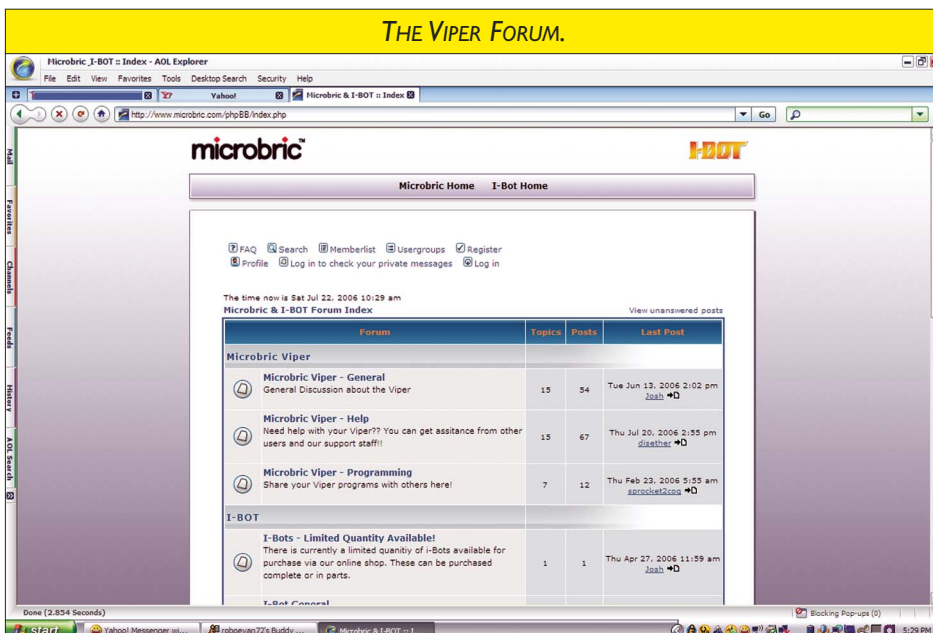 THE VIPER FORUM.
Microbric_I-BOT :: Index - AOL Explorer
File Edit View Favorites Tools Desktop Search Security Help
Yahoo! Microbric & I-BOT :: Index
http://www.microbric.com/phpBB/index.php Go
Mail
Favorites
Channels
Feeds
History
AOL Search
microbric™ I-BOT
Microbric Home I-Bot Home
FAQ Search Memberlist Usergroups Register
Profile Log in to check your private messages Log in
The time now is Sat Jul 22, 2006 10:29 am
Microbric & I-BOT Forum Index View unanswered posts
Forum Topics Posts Last Post
Microbric Viper
Microbric Viper - General
General Discussion about the Viper
15 54 Tue Jun 13, 2006 2:02 pm
Josh
Microbric Viper - Help
Need help with your Viper?? You can get assitance from other
users and our support staff!!
15 67 Thu Jul 20, 2006 2:55 pm
disether
Microbric Viper - Programming
Share your Viper programs with others here!
7 12 Thu Feb 23, 2006 5:55 am
sprocket2cog
I-BOT
I-Bots - Limited Quantity Available!
There is currently a limited quanitiy of i-Bots available for
purchase via our online shop. These can be purchased
complete or in parts.
1 1 Thu Apr 27, 2006 11:59 am
Josh
I-Bot General
Done (2.854 Seconds) Blocking Pop-ups (0)
start Yahoo! Messenger wi... roboevan77's Buddy ... Microbric & I-BOT :: I... 5:29 PM